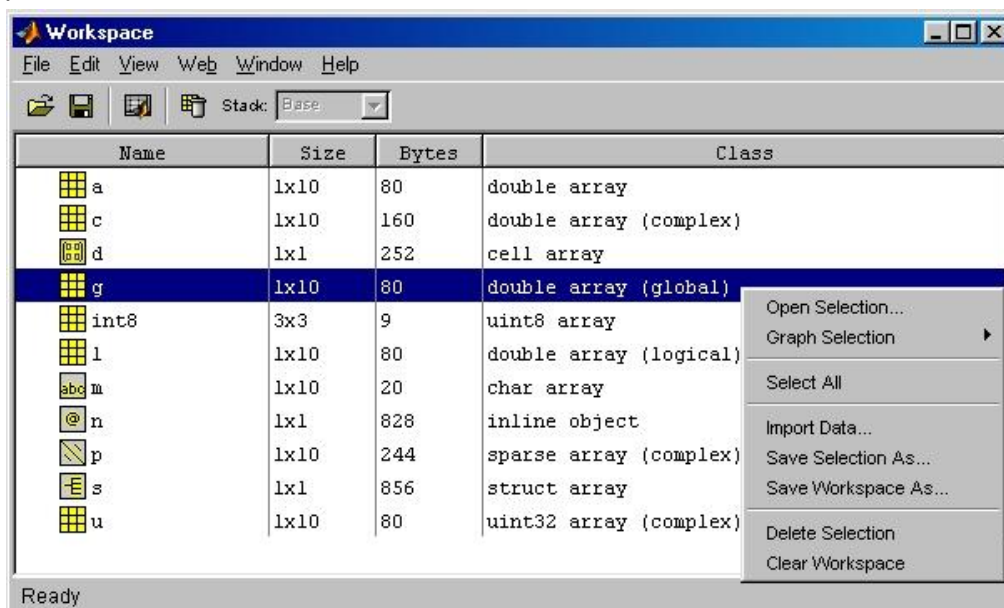 Workspace
File Edit View Web Window Help
Stack: Base
Name Size Bytes Class
a 1x10 80 double array
c 1x10 160 double array (complex)
d 1x1 252 cell array
g 1x10 80 double array (global)
int8 3x3 9 uint8 array
l 1x10 80 double array (logical)
abc m 1x10 20 char array
@ n 1x1 828 inline object
p 1x10 244 sparse array (complex)
s 1x1 856 struct array
u 1x10 80 uint32 array (complex)
Open Selection...
Graph Selection
Select All
Import Data...
Save Selection As...
Save Workspace As...
Delete Selection
Clear Workspace
Ready